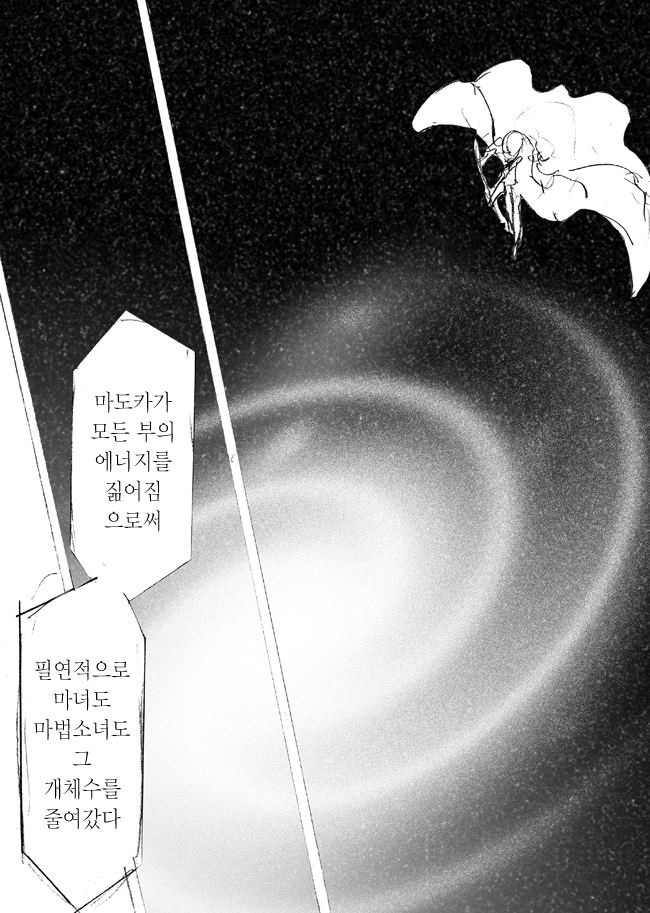 마도카가
모든 부의
에너지를
짊어짐
으로써
필연적으로
마녀도
마법소녀도
그
개체수를
줄여갔다